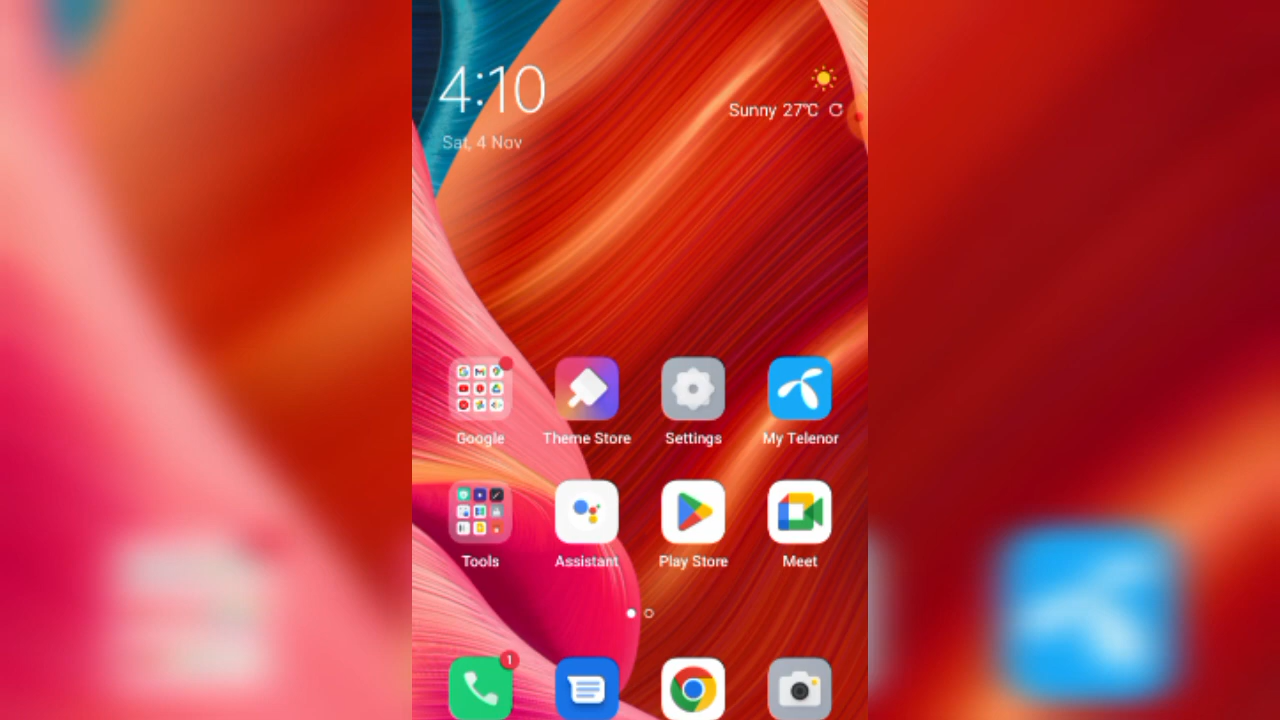 4:10
Sunny 27°C
Sat, 4 Nov
Google
Theme Store
Settings
My Telenor
Tools
Assistant
Play Store
Meet
1